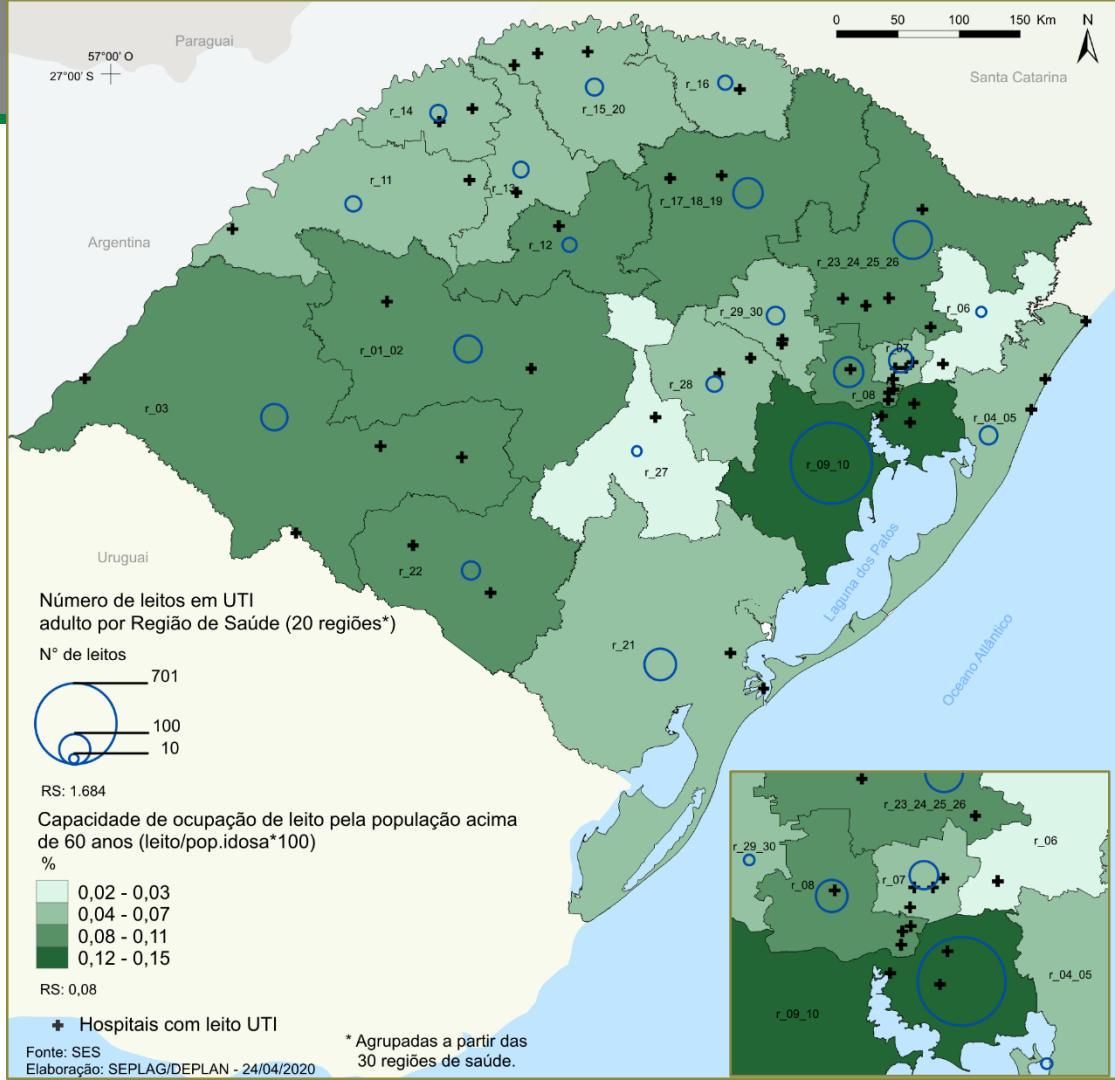 0 50 100 150 Km
N
Paraguai
57°00' O
27°00' S
Santa Catarina
r_16
r_15_20
r_14
r_11
r_13
r_17_18_19
Argentina
r_12
r_23_24_25_26
r_06
r_29_30
r_01_02
r_07
r_28
r_08
r_03
r_04_05
r_09_10
r_27
Uruguai
r_22
Laguna dos Patos
r_21
Oceano Atlântico
Número de leitos em UTI
adulto por Região de Saúde (20 regiões*)
N° de leitos
701
100
10
RS: 1.684
Capacidade de ocupação de leito pela população acima
de 60 anos (leito/pop.idosa*100)
%
0,02 - 0,03
0,04 - 0,07
0,08 - 0,11
0,12 - 0,15
RS: 0,08
Hospitais com leito UTI
Fonte: SES
Elaboração: SEPLAG/DEPLAN - 24/04/2020
* Agrupadas a partir das
30 regiões de saúde.
r_23_24_25_26
r_06
r_29_30
r_07
r_08
r_04_05
r_09_10